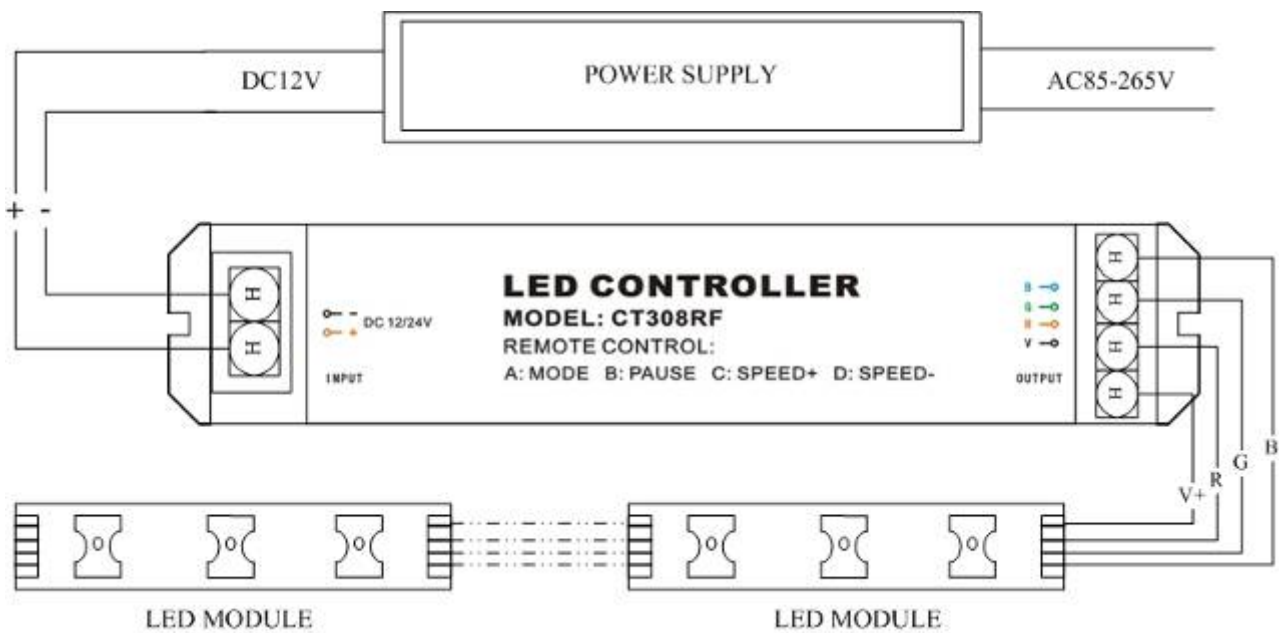 DC12V
POWER SUPPLY
AC85-265V
+ -
LED CONTROLLER
MODEL: CT308RF
REMOTE CONTROL:
A: MODE B: PAUSE C: SPEED+ D: SPEED-
-
+
DC 12/24V
INPUT
B
G
R
V
OUTPUT
H
H
H
H
H
H
B
G
R
V+
LED MODULE
LED MODULE